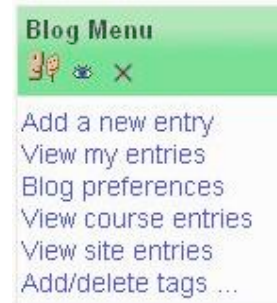 Blog Menu
Add a new entry
View my entries
Blog preferences
View course entries
View site entries
Add/delete tags ...